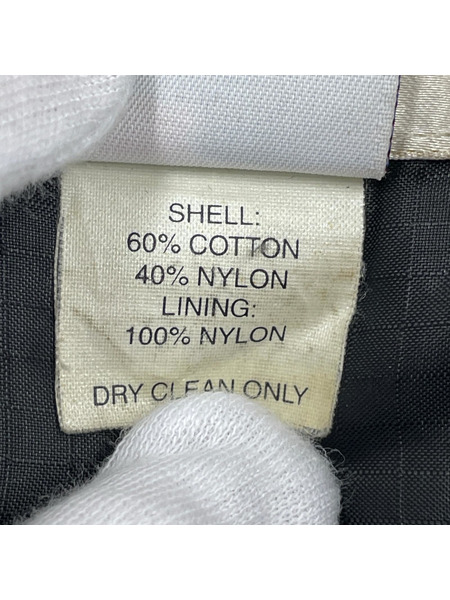 SHELL:
60% COTTON
40% NYLON
LINING:
100% NYLON
DRY CLEAN ONLY